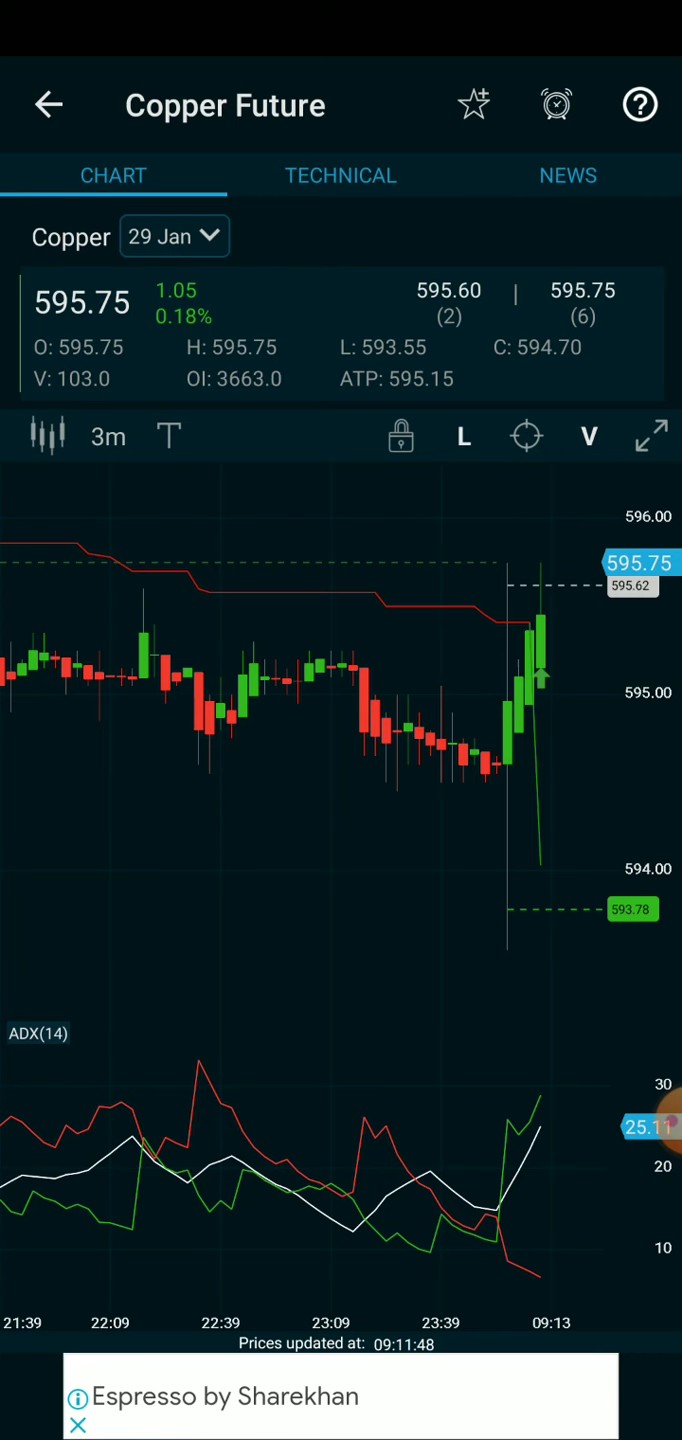 Copper Future
CHART TECHNICAL NEWS
Copper 29 Jan
595.75 1.05 595.60 | 595.75
0.18% (2) (6)
O: 595.75 H: 595.75 L: 593.55 C: 594.70
V: 103.0 OI: 3663.0 ATP: 595.15
3m T L V
596.00
595.75
595.62
595.00
594.00
593.78
ADX(14)
30
25.11
20
10
21:39 22:09 22:39 23:09 23:39 09:13
Prices updated at: 09:11:48
Espresso by Sharekhan